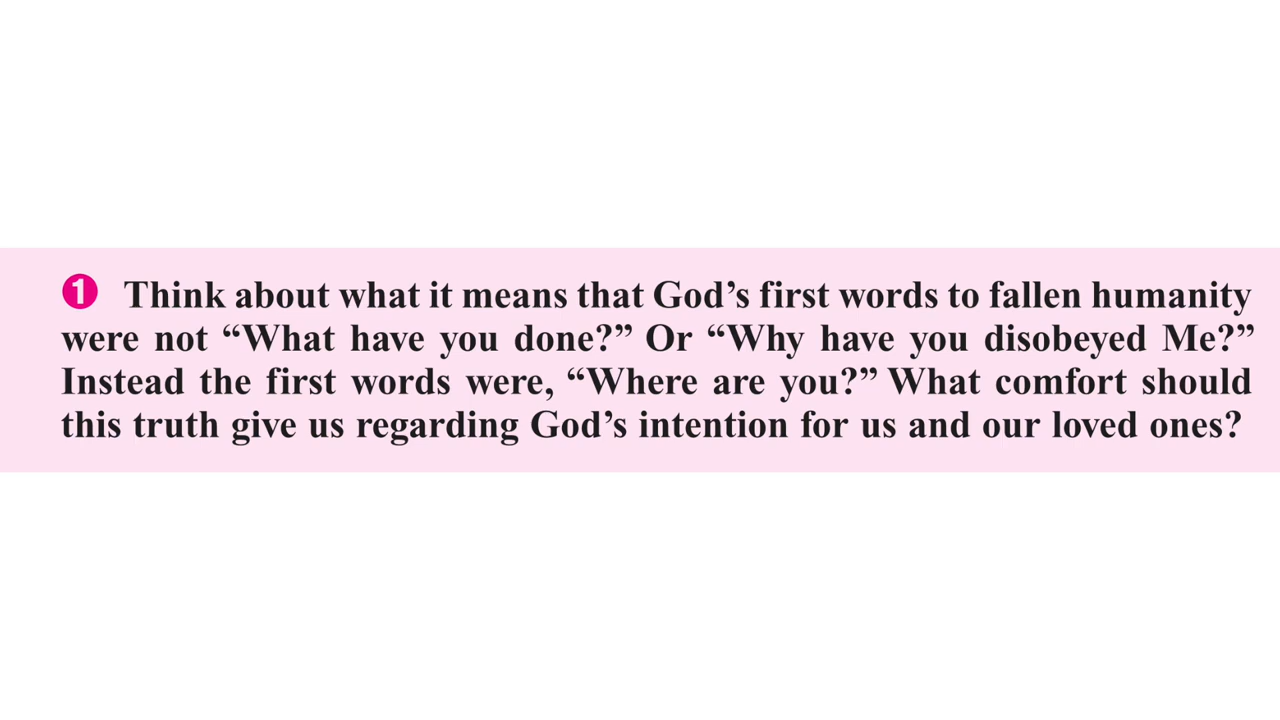 ❶ Think about what it means that God’s first words to fallen humanity
were not “What have you done?” Or “Why have you disobeyed Me?”
Instead the first words were, “Where are you?” What comfort should
this truth give us regarding God’s intention for us and our loved ones?